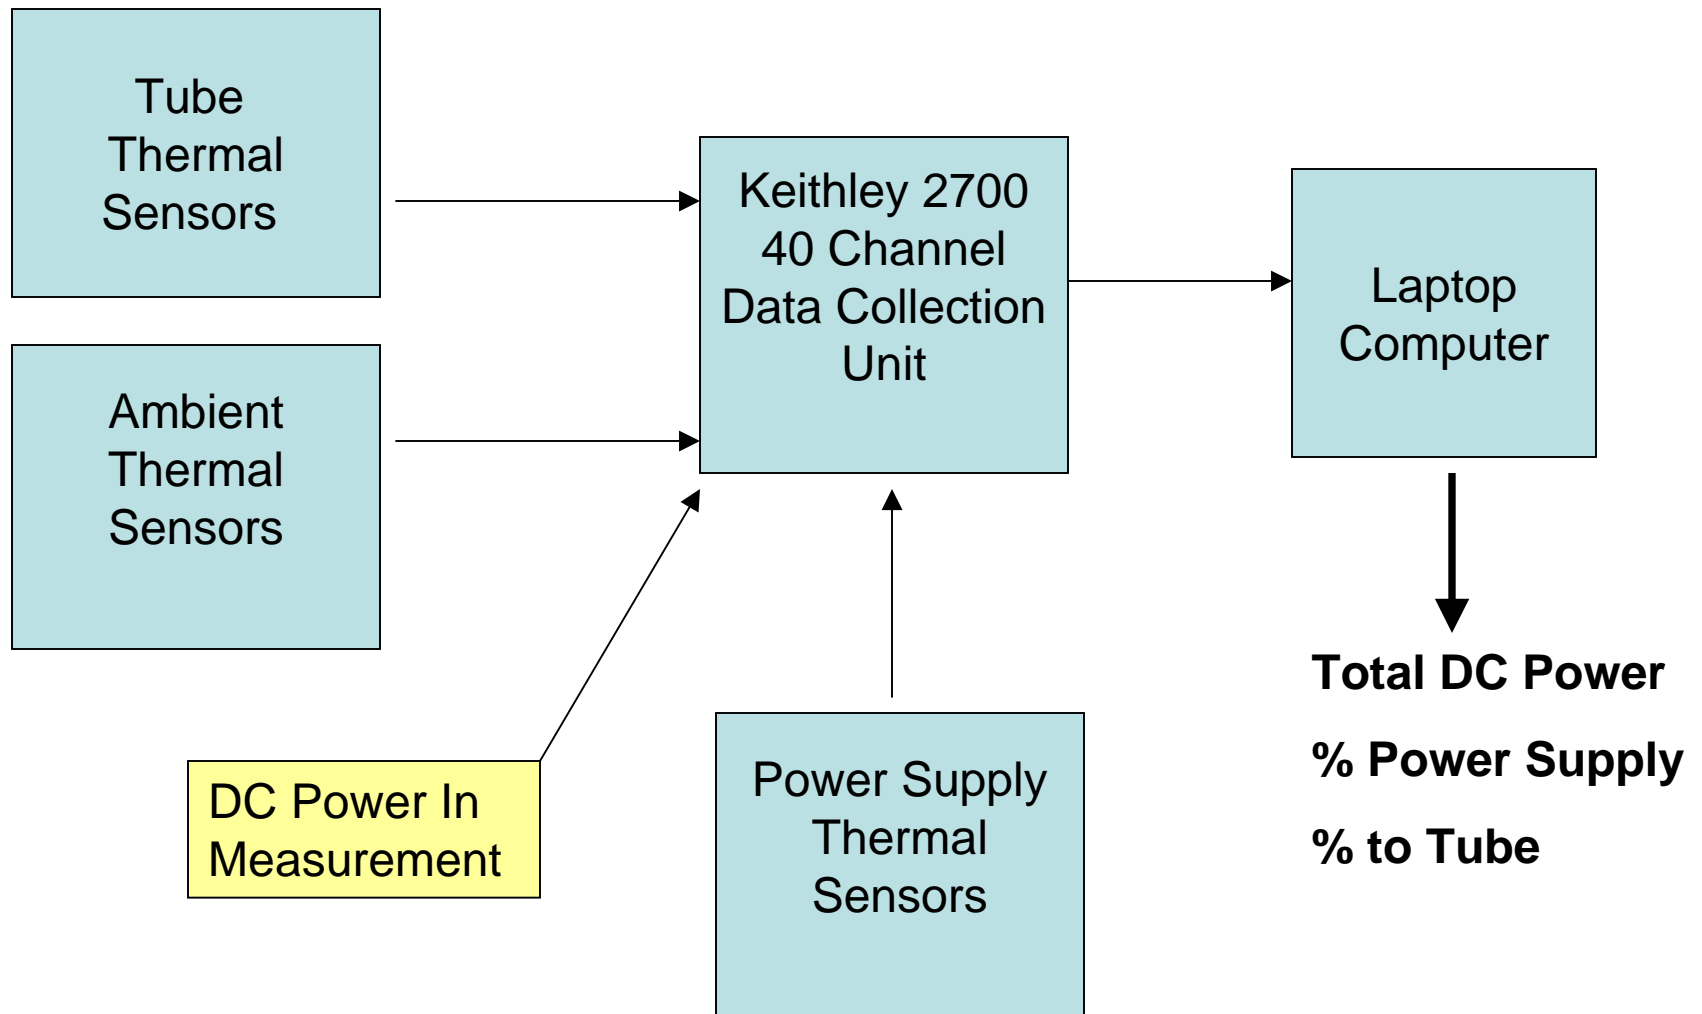 Tube
Thermal
Sensors
Keithley 2700
40 Channel
Data Collection
Unit
Laptop
Computer
Ambient
Thermal
Sensors
DC Power In
Measurement
Power Supply
Thermal
Sensors
Total DC Power
% Power Supply
% to Tube